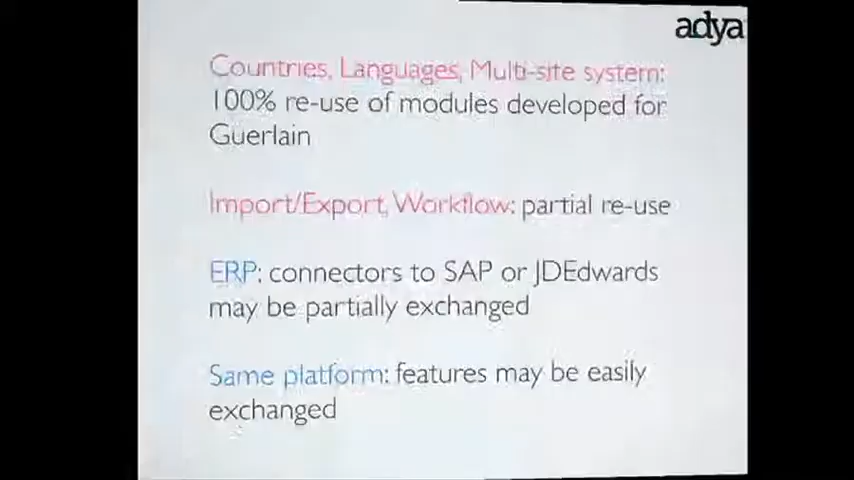 adya
Countries, Languages, Multi-site system:
100% re-use of modules developed for
Guerlain
Import/Export, Workflow: partial re-use
ERP: connectors to SAP or JDEdwards
may be partially exchanged
Same platform: features may be easily
exchanged